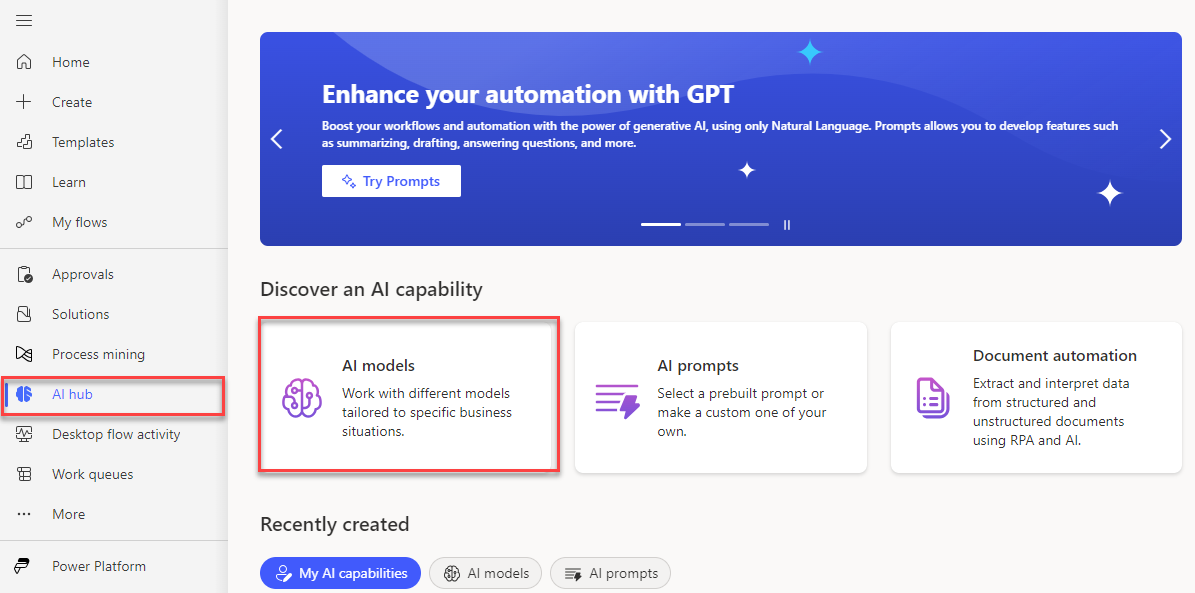 Home
Create
Templates
Learn
My flows
Approvals
Solutions
Process mining
AI hub
Desktop flow activity
Work queues
More
Power Platform
Enhance your automation with GPT
Boost your workflows and automation with the power of generative AI, using only Natural Language. Prompts allows you to develop features such
as summarizing, drafting, answering questions, and more.
Try Prompts
Discover an AI capability
AI models
Work with different models
tailored to specific business
situations.
AI prompts
Select a prebuilt prompt or
make a custom one of your
own.
Document automation
Extract and interpret data
from structured and
unstructured documents
using RPA and AI.
Recently created
My AI capabilities
AI models
AI prompts